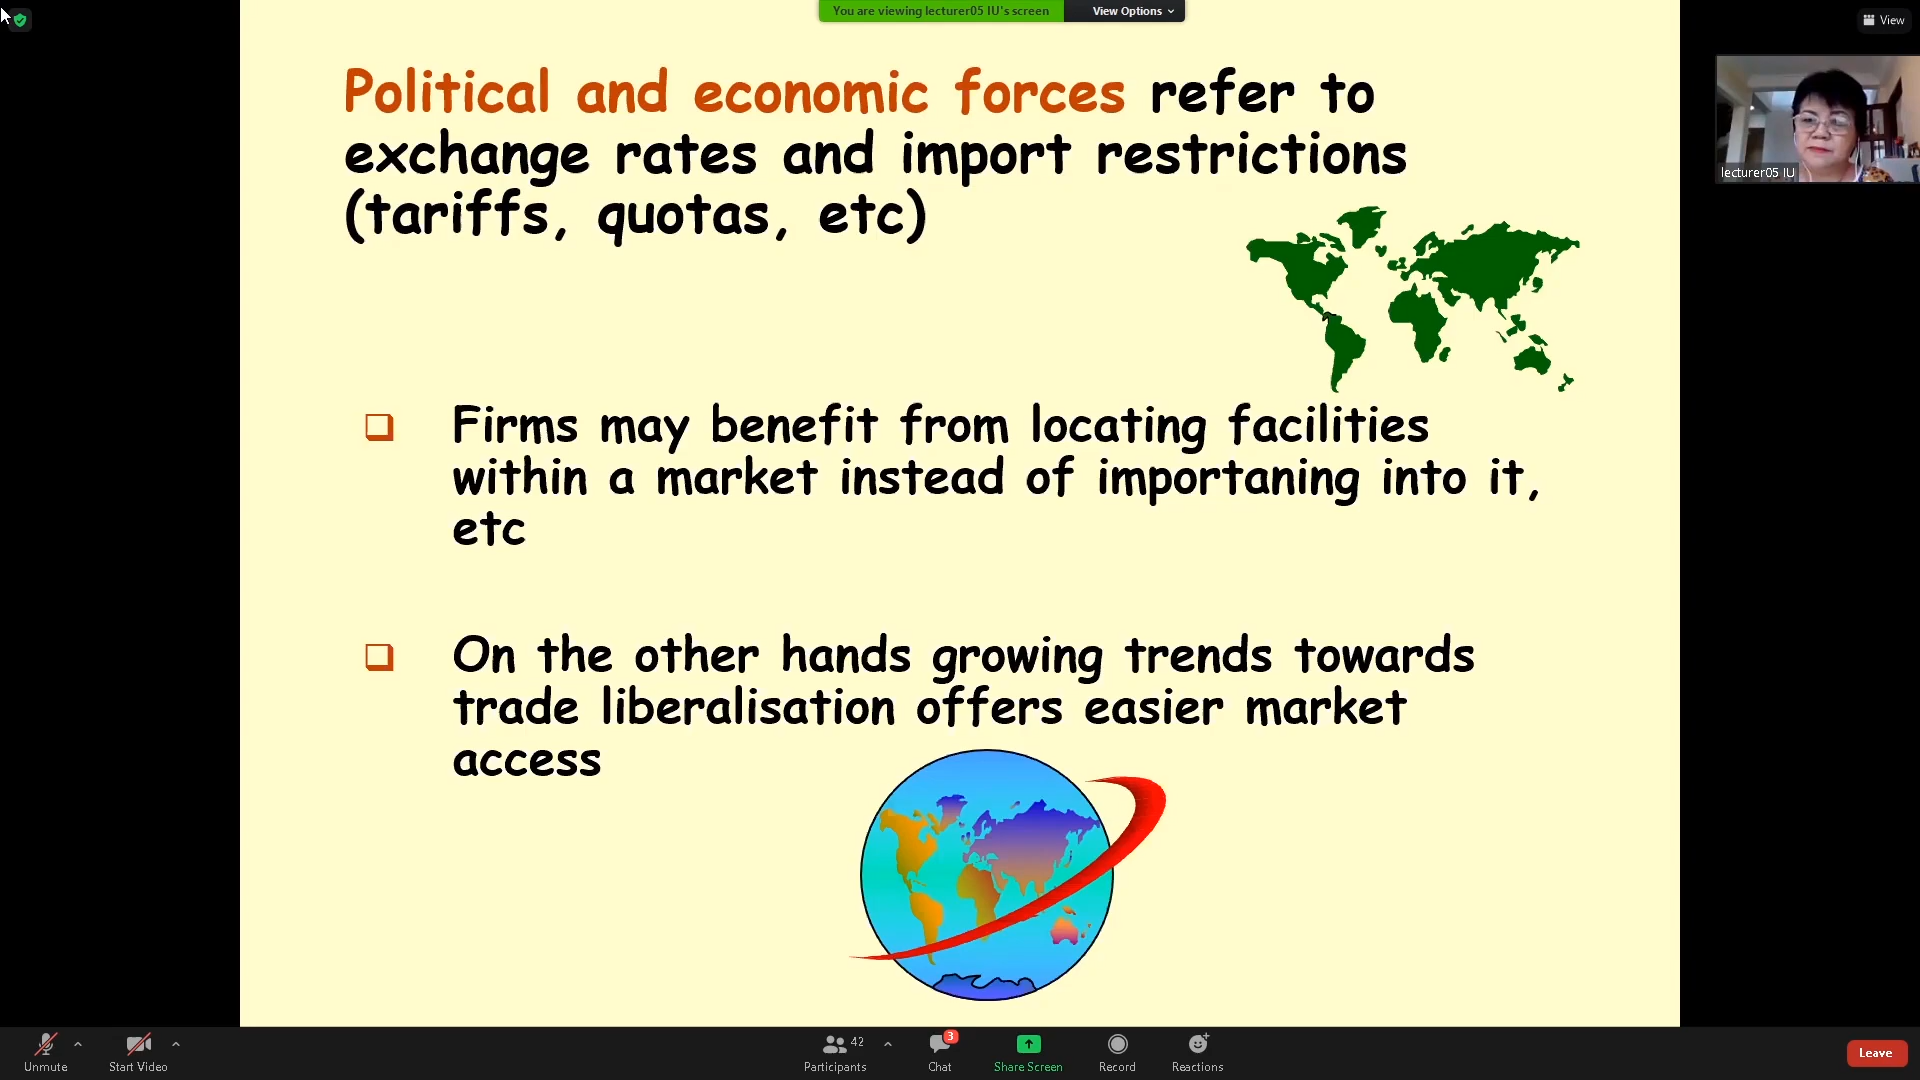 You are viewing lecturer05 IU's screen
View Options
View
Political and economic forces refer to
exchange rates and import restrictions
(tariffs, quotas, etc)
lecturer05 IU
Firms may benefit from locating facilities
within a market instead of importaning into it,
etc
On the other hands growing trends towards
trade liberalisation offers easier market
access
Unmute
Start Video
42
Participants
3
Chat
Share Screen
Record
Reactions
Leave